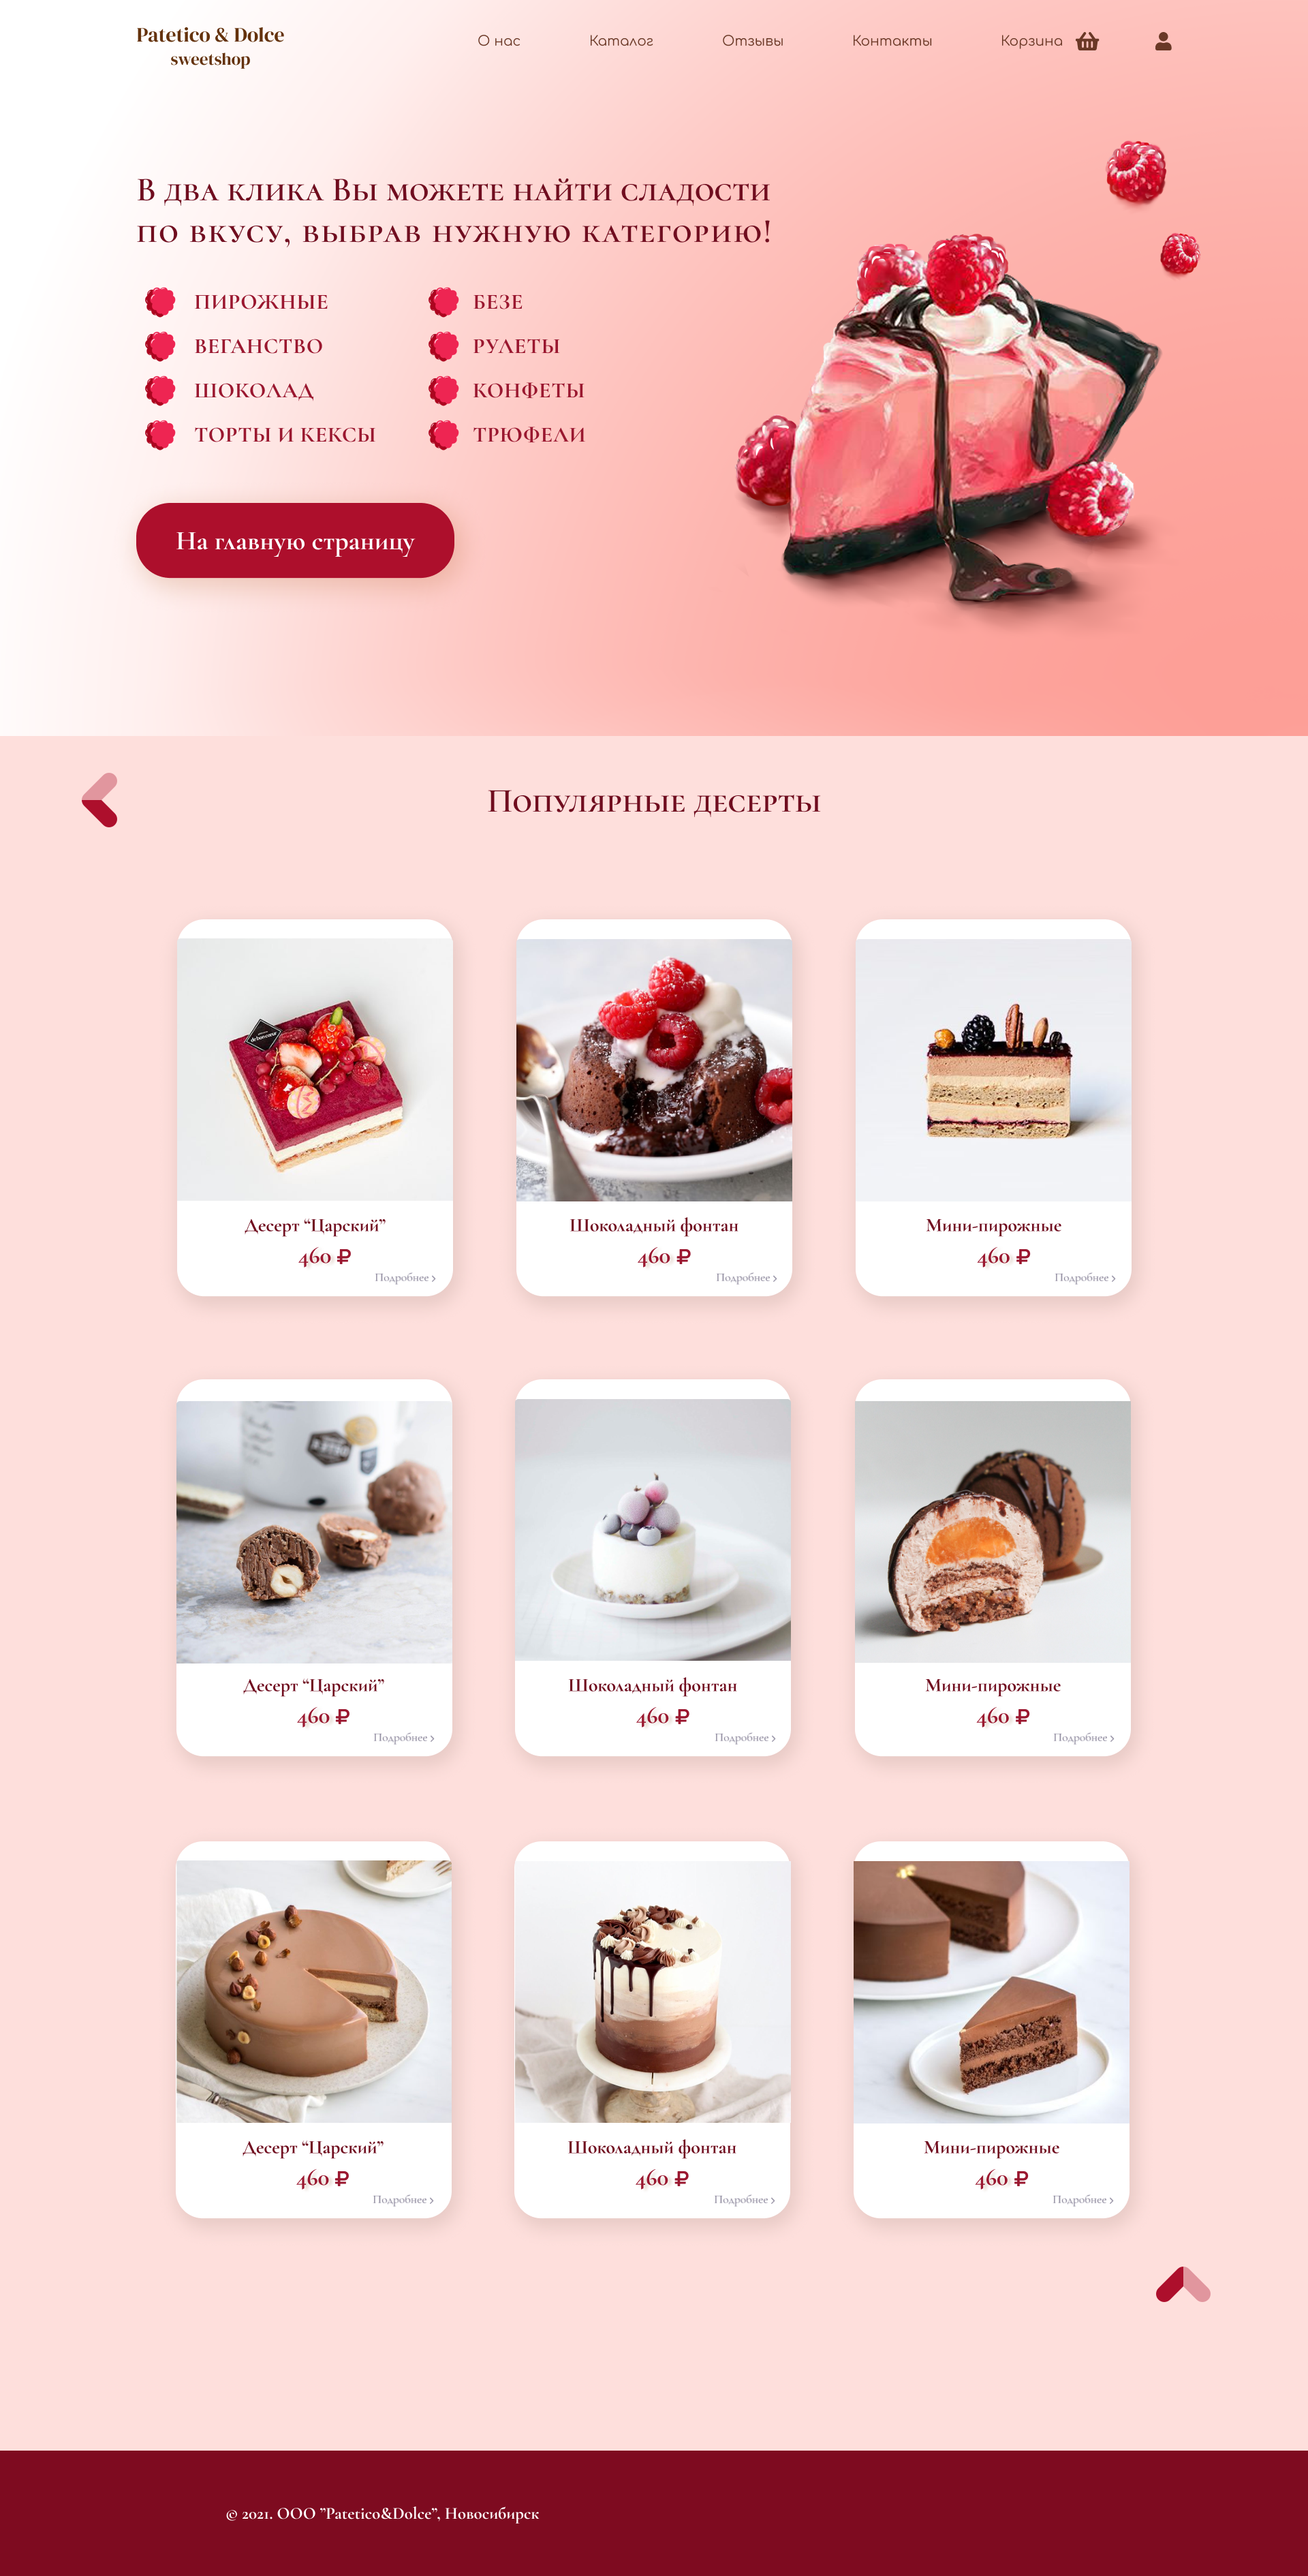 Patetico & Dolce
sweetshop
О нас
Каталог
Отзывы
Контакты
Корзина
В два клика Вы можете найти сладости
по вкусу, выбрав нужную категорию!
ПИРОЖНЫЕ
БЕЗЕ
ВЕГАНСТВО
РУЛЕТЫ
ШОКОЛАД
КОНФЕТЫ
ТОРТЫ И КЕКСЫ
ТРЮФЕЛИ
На главную страницу
Популярные десерты
Десерт “Царский”
460 ₽
Подробнее ›
Шоколадный фонтан
460 ₽
Подробнее ›
Мини-пирожные
460 ₽
Подробнее ›
Десерт “Царский”
460 ₽
Подробнее ›
Шоколадный фонтан
460 ₽
Подробнее ›
Мини-пирожные
460 ₽
Подробнее ›
Десерт “Царский”
460 ₽
Подробнее ›
Шоколадный фонтан
460 ₽
Подробнее ›
Мини-пирожные
460 ₽
Подробнее ›
© 2021. ООО ”Patetico&Dolce”, Новосибирск